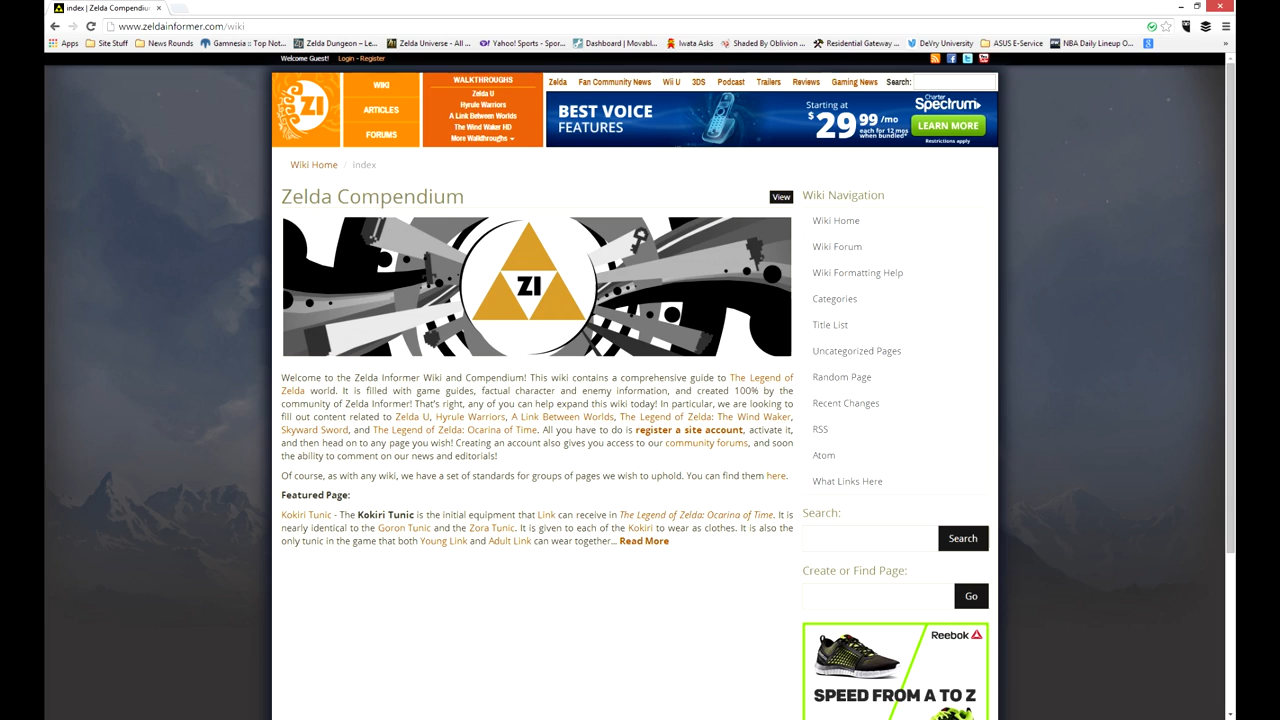 index | Zelda Compendiu
www.zeldainformer.com/wiki
Apps
Site Stuff
News Rounds
Gamnesia :: Top Not...
Zelda Dungeon – Le...
Zelda Universe - All ...
Yahoo! Sports - Spor...
Dashboard | Movabl...
Iwata Asks
Shaded By Oblivion ...
Residential Gateway ...
DeVry University
ASUS E-Service
NBA Daily Lineup O...
Welcome Guest!
Login - Register
ZI
WIKI
ARTICLES
FORUMS
WALKTHROUGHS
Zelda U
Hyrule Warriors
A Link Between Worlds
The Wind Waker HD
More Walkthroughs
Zelda
Fan Community News
Wii U
3DS
Podcast
Trailers
Reviews
Gaming News
Search:
BEST VOICE
FEATURES
Starting at
$29 99 /mo
each for 12 mos
when bundled*
Charter
Spectrum
LEARN MORE
Restrictions apply
Wiki Home / index
Zelda Compendium
View
ZI
Welcome to the Zelda Informer Wiki and Compendium! This wiki contains a comprehensive guide to The Legend of
Zelda world. It is filled with game guides, factual character and enemy information, and created 100% by the
community of Zelda Informer! That's right, any of you can help expand this wiki today! In particular, we are looking to
fill out content related to Zelda U, Hyrule Warriors, A Link Between Worlds, The Legend of Zelda: The Wind Waker,
Skyward Sword, and The Legend of Zelda: Ocarina of Time. All you have to do is register a site account, activate it,
and then head on to any page you wish! Creating an account also gives you access to our community forums, and soon
the ability to comment on our news and editorials!
Of course, as with any wiki, we have a set of standards for groups of pages we wish to uphold. You can find them here.
Featured Page:
Kokiri Tunic - The Kokiri Tunic is the initial equipment that Link can receive in The Legend of Zelda: Ocarina of Time. It is
nearly identical to the Goron Tunic and the Zora Tunic. It is given to each of the Kokiri to wear as clothes. It is also the
only tunic in the game that both Young Link and Adult Link can wear together... Read More
Wiki Navigation
Wiki Home
Wiki Forum
Wiki Formatting Help
Categories
Title List
Uncategorized Pages
Random Page
Recent Changes
RSS
Atom
What Links Here
Search:
Search
Create or Find Page:
Go
Reebok
SPEED FROM A TO Z